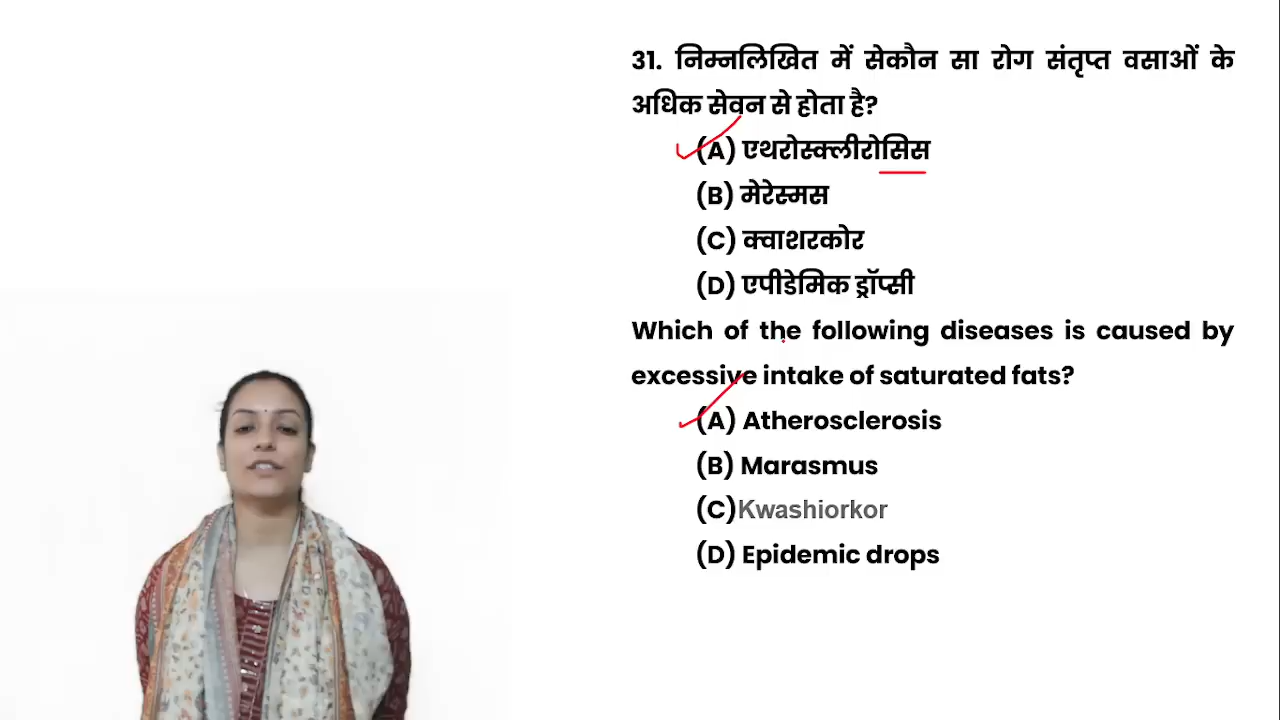 31. निम्नलिखित में सेकौन सा रोग संतृप्त वसाओं के
अधिक सेवन से होता है?
(A) एथरोस्क्लीरोसिस
(B) मेरेस्मस
(C) क्वाशरकोर
(D) एपीडेमिक ड्रॉप्सी
Which of the following diseases is caused by
excessive intake of saturated fats?
(A) Atherosclerosis
(B) Marasmus
(C)Kwashiorkor
(D) Epidemic drops